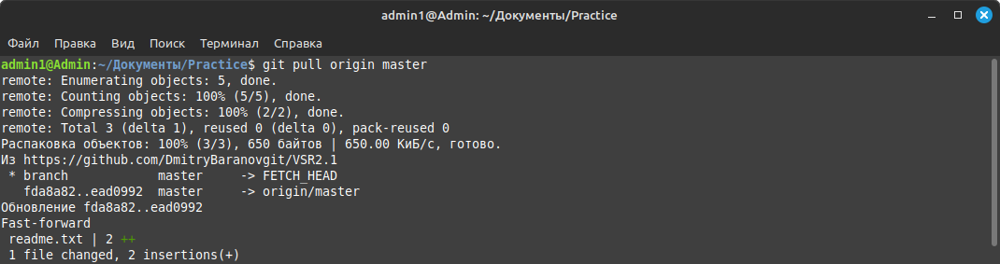 admin1@Admin: ~/Документы/Practice
Файл Правка Вид Поиск Терминал Справка
admin1@Admin:~/Документы/Practice$ git pull origin master
remote: Enumerating objects: 5, done.
remote: Counting objects: 100% (5/5), done.
remote: Compressing objects: 100% (2/2), done.
remote: Total 3 (delta 1), reused 0 (delta 0), pack-reused 0
Распаковка объектов: 100% (3/3), 650 байтов | 650.00 КиБ/с, готово.
Из https://github.com/DmitryBaranovgit/VSR2.1
 * branch            master     -> FETCH_HEAD
   fda8a82..ead0992  master     -> origin/master
Обновление fda8a82..ead0992
Fast-forward
 readme.txt | 2 ++
 1 file changed, 2 insertions(+)